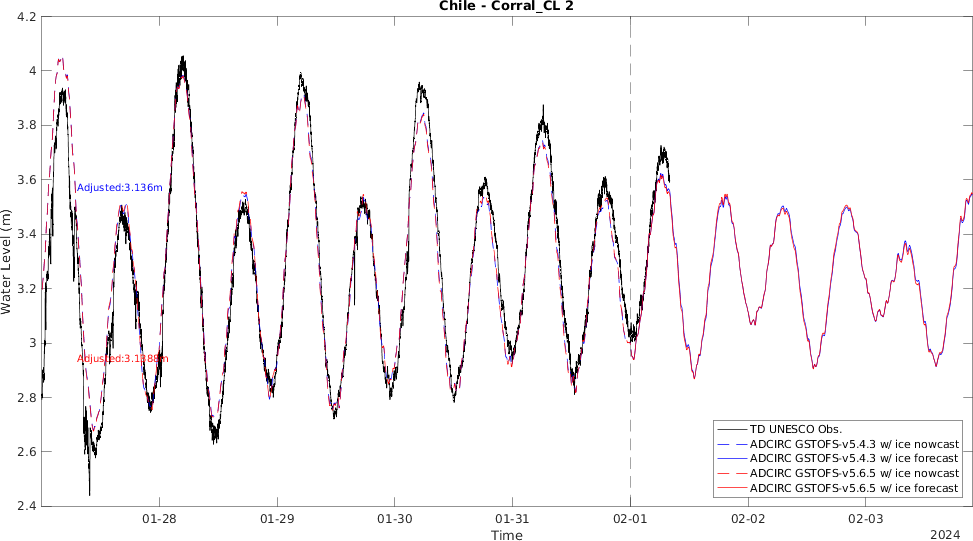 Chile - Corral_CL 2
4.2
4
3.8
3.6
3.4
3.2
3
2.8
2.6
2.4
Water Level (m)
Adjusted:3.136m
Adjusted:3.1388m
TD UNESCO Obs.
ADCIRC GSTOFS-v5.4.3 w/ ice nowcast
ADCIRC GSTOFS-v5.4.3 w/ ice forecast
ADCIRC GSTOFS-v5.6.5 w/ ice nowcast
ADCIRC GSTOFS-v5.6.5 w/ ice forecast
01-28 01-29 01-30 01-31 02-01 02-02 02-03
Time
2024